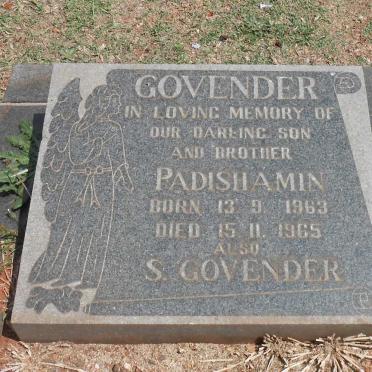 GOVENDER
IN LOVING MEMORY OF
OUR DARLING SON
AND BROTHER
PADISHAMIN
BORN 13 9 1963
DIED 15 11 1965
ALSO
S. GOVENDER